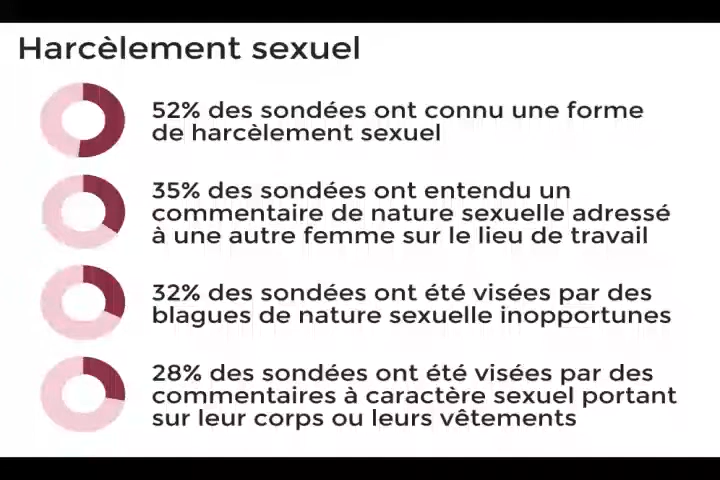 Harcèlement sexuel
52% des sondées ont connu une forme
de harcèlement sexuel
35% des sondées ont entendu un
commentaire de nature sexuelle adressé
à une autre femme sur le lieu de travail
32% des sondées ont été visées par des
blagues de nature sexuelle inopportunes
28% des sondées ont été visées par des
commentaires à caractère sexuel portant
sur leur corps ou leurs vêtements